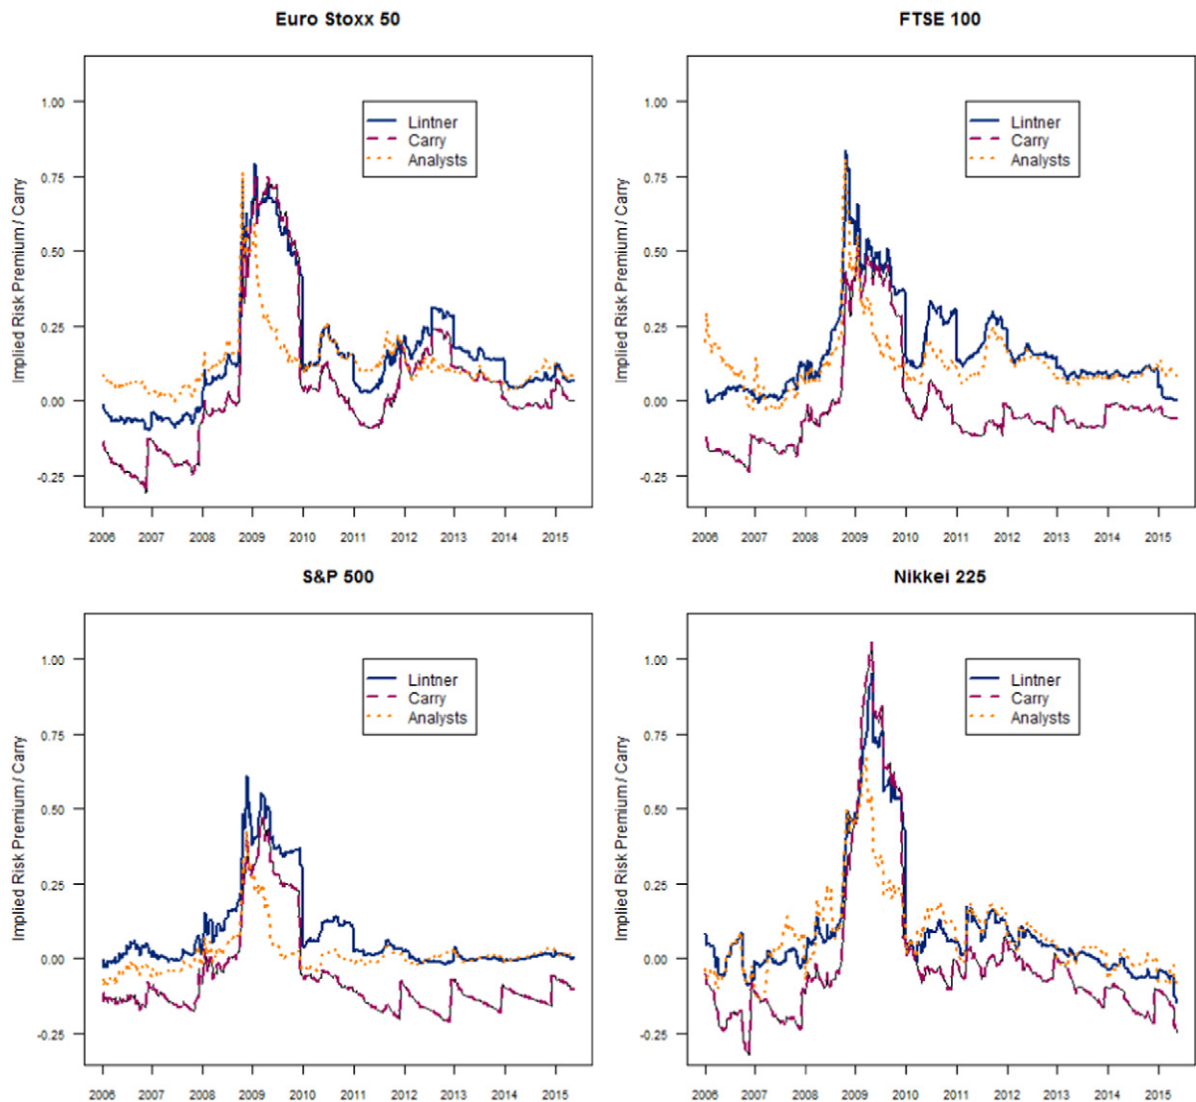 Euro Stoxx 50
Implied Risk Premium / Carry
1.00
0.75
0.50
0.25
0.00
-0.25
Lintner
Carry
Analysts
2006 2007 2008 2009 2010 2011 2012 2013 2014 2015
FTSE 100
Implied Risk Premium / Carry
1.00
0.75
0.50
0.25
0.00
-0.25
Lintner
Carry
Analysts
2006 2007 2008 2009 2010 2011 2012 2013 2014 2015
S&P 500
Implied Risk Premium / Carry
1.00
0.75
0.50
0.25
0.00
-0.25
Lintner
Carry
Analysts
2006 2007 2008 2009 2010 2011 2012 2013 2014 2015
Nikkei 225
Implied Risk Premium / Carry
1.00
0.75
0.50
0.25
0.00
-0.25
Lintner
Carry
Analysts
2006 2007 2008 2009 2010 2011 2012 2013 2014 2015